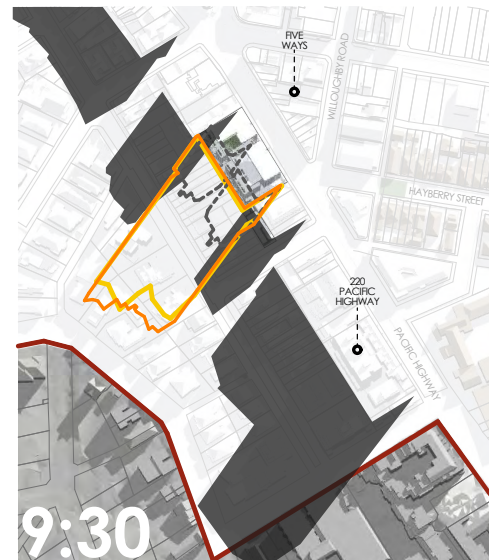 FIVE
WAYS
WILLOUGHBY ROAD
HAYBERRY STREET
220
PACIFIC
HIGHWAY
PACIFIC HIGHWAY
9:30